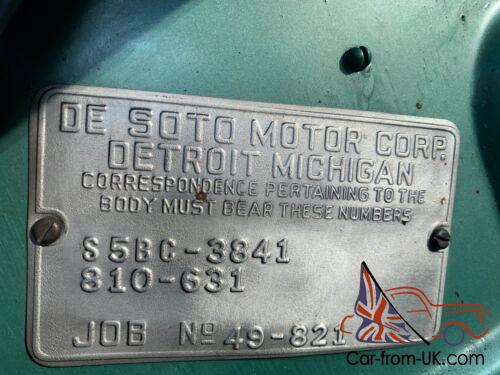 DE SOTO MOTOR CORP.
DETROIT MICHIGAN
CORRESPONDENCE PERTAINING TO THE
BODY MUST BEAR THESE NUMBERS
S5BC-3841
810-631
JOB Nº 49-821
Car-from-UK.com